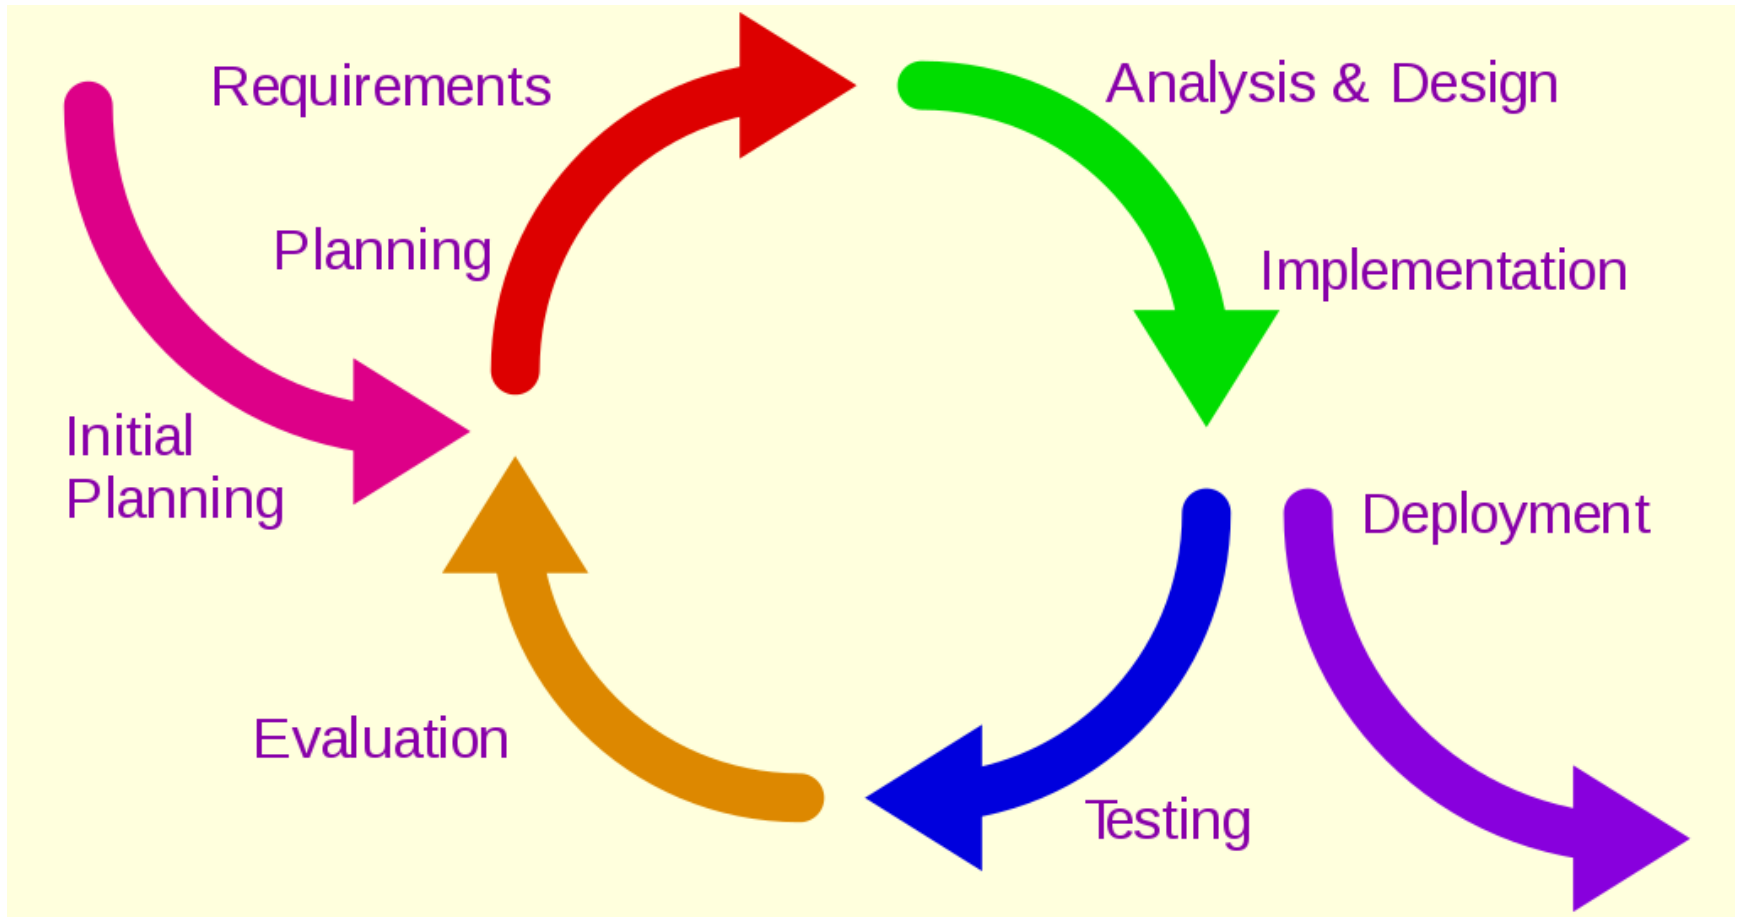 Requirements
Analysis & Design
Planning
Implementation
Initial
Planning
Deployment
Evaluation
Testing